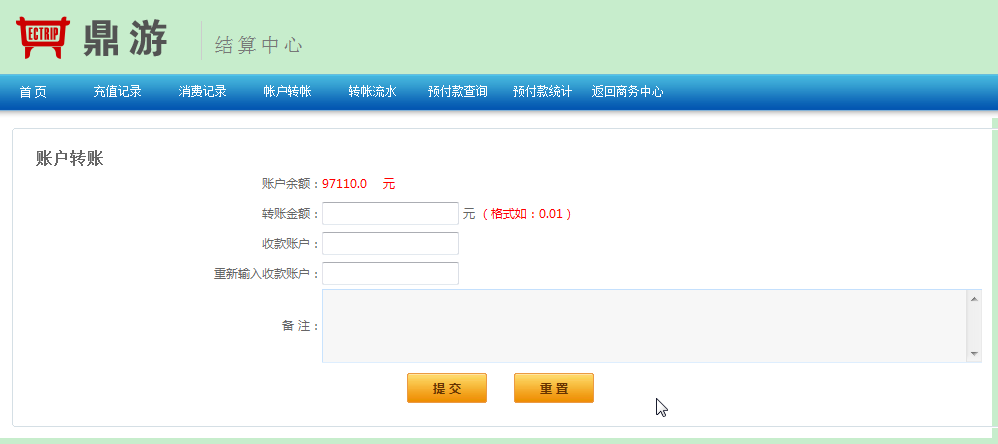 ECTRIP 鼎游 结算中心
首页 充值记录 消费记录 帐户转帐 转帐流水 预付款查询 预付款统计 返回商务中心
账户转账
账户余额：97110.0 元
转账金额： 元 （格式如：0.01）
收款账户：
重新输入收款账户：
备 注：
提 交 重 置